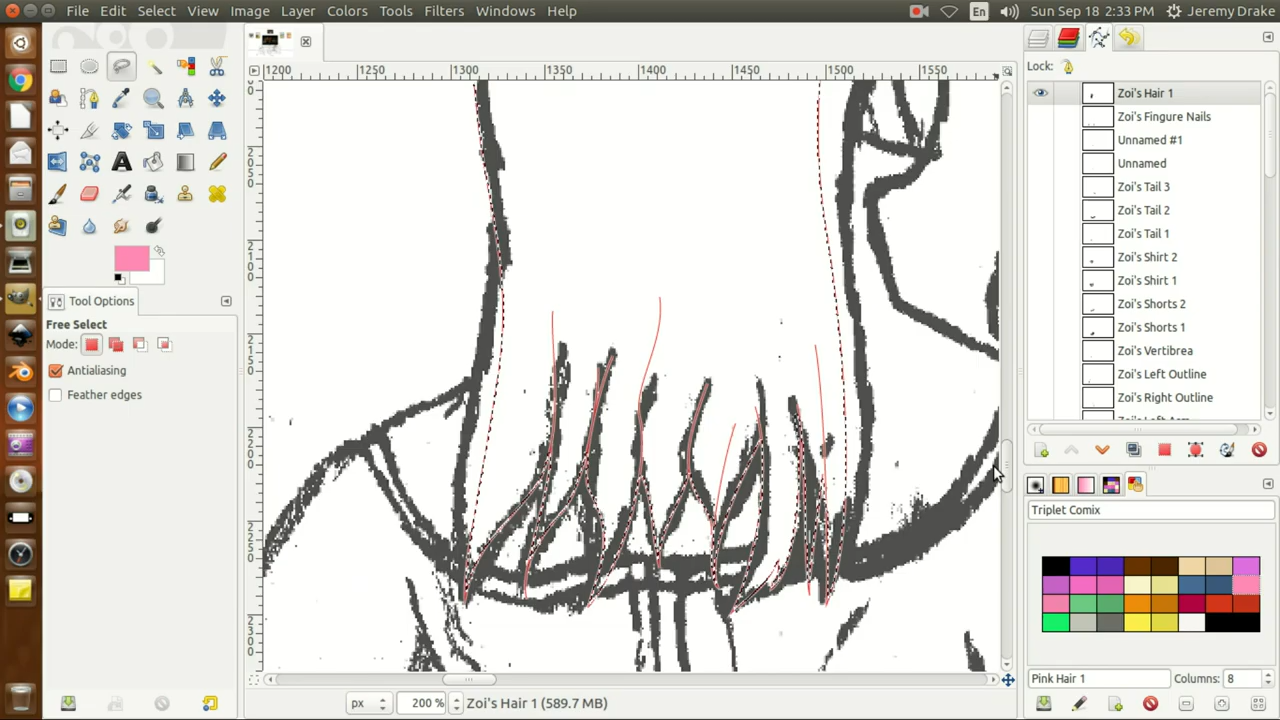 File Edit Select View Image Layer Colors Tools Filters Windows Help
En Sun Sep 18 2:33 PM Jeremy Drake
1200 1250 1300 1350 1400 1450 1500 1550
Lock:
Zoi's Hair 1
Zoi's Fingure Nails
Unnamed #1
Unnamed
Zoi's Tail 3
Zoi's Tail 2
Zoi's Tail 1
Zoi's Shirt 2
Zoi's Shirt 1
Zoi's Shorts 2
Zoi's Shorts 1
Zoi's Vertibrea
Zoi's Left Outline
Zoi's Right Outline
Tool Options
Free Select
Mode:
Antialiasing
Feather edges
Triplet Comix
Pink Hair 1 Columns: 8
px 200 % Zoi's Hair 1 (589.7 MB)